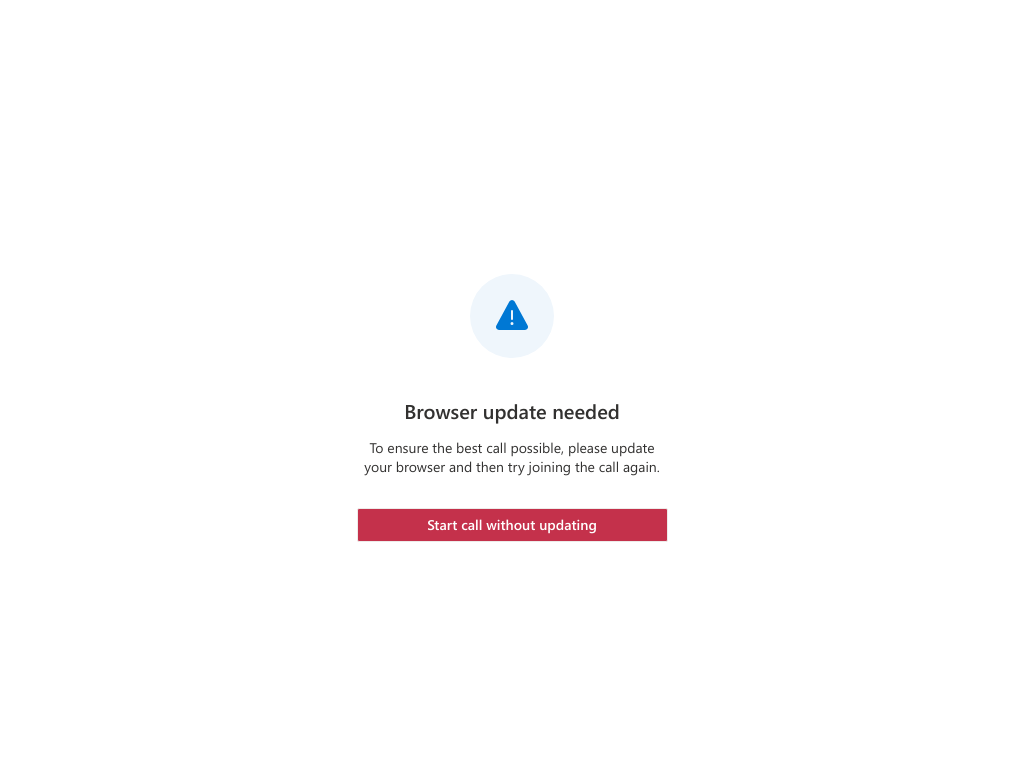 Browser update needed
To ensure the best call possible, please update
your browser and then try joining the call again.
Start call without updating